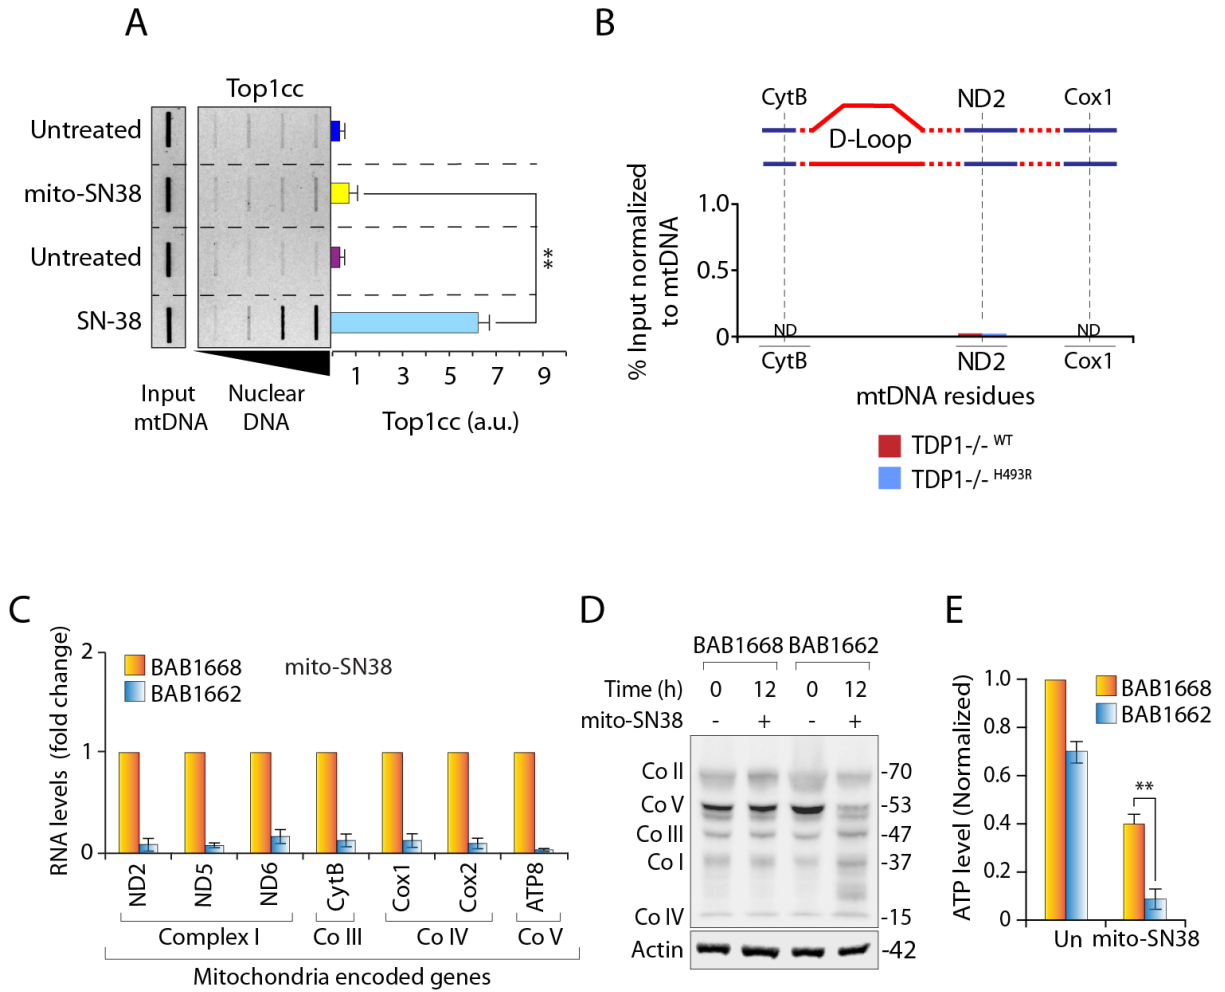 A
Top1cc
Untreated
mito-SN38
Untreated
SN-38
**
1 3 5 7 9
Input
mtDNA
Nuclear
DNA
Top1cc (a.u.)
B
CytB ND2 Cox1
D-Loop
% Input normalized
to mtDNA
1.0
0.5
0
ND ND
CytB ND2 Cox1
mtDNA residues
TDP1-/- WT
TDP1-/- H493R
C
RNA levels (fold change)
2
1
0
BAB1668
BAB1662
mito-SN38
ND2 ND5 ND6 CytB Cox1 Cox2 ATP8
Complex I Co III Co IV Co V
Mitochondria encoded genes
D
BAB1668 BAB1662
Time (h) 0 12 0 12
mito-SN38 - + - +
Co II -70
Co V -53
Co III -47
Co I -37
Co IV -15
Actin -42
E
ATP level (Normalized)
1.0
0.8
0.6
0.4
0.2
0
BAB1668
BAB1662
**
Un mito-SN38